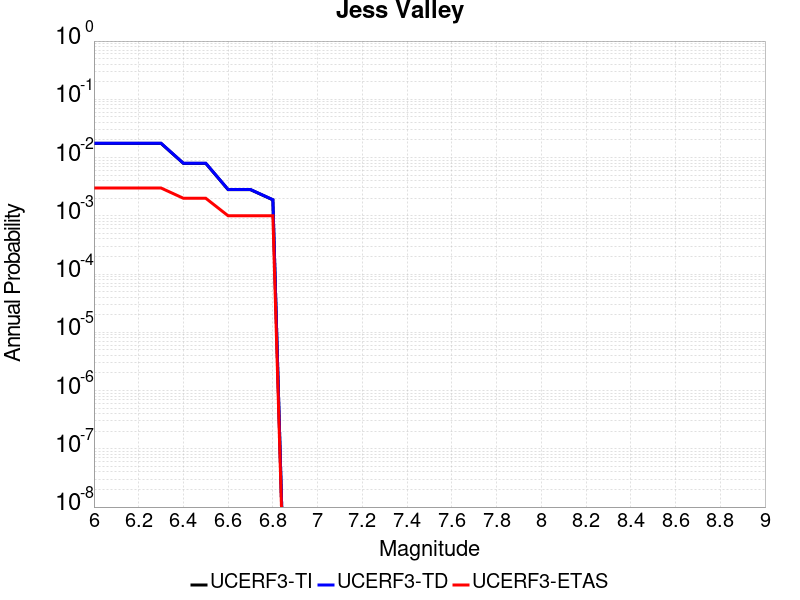 Jess Valley
10^0
10^-1
10^-2
10^-3
10^-4
10^-5
10^-6
10^-7
10^-8
Annual Probability
6 6.2 6.4 6.6 6.8 7 7.2 7.4 7.6 7.8 8 8.2 8.4 8.6 8.8 9
Magnitude
UCERF3-TI UCERF3-TD UCERF3-ETAS